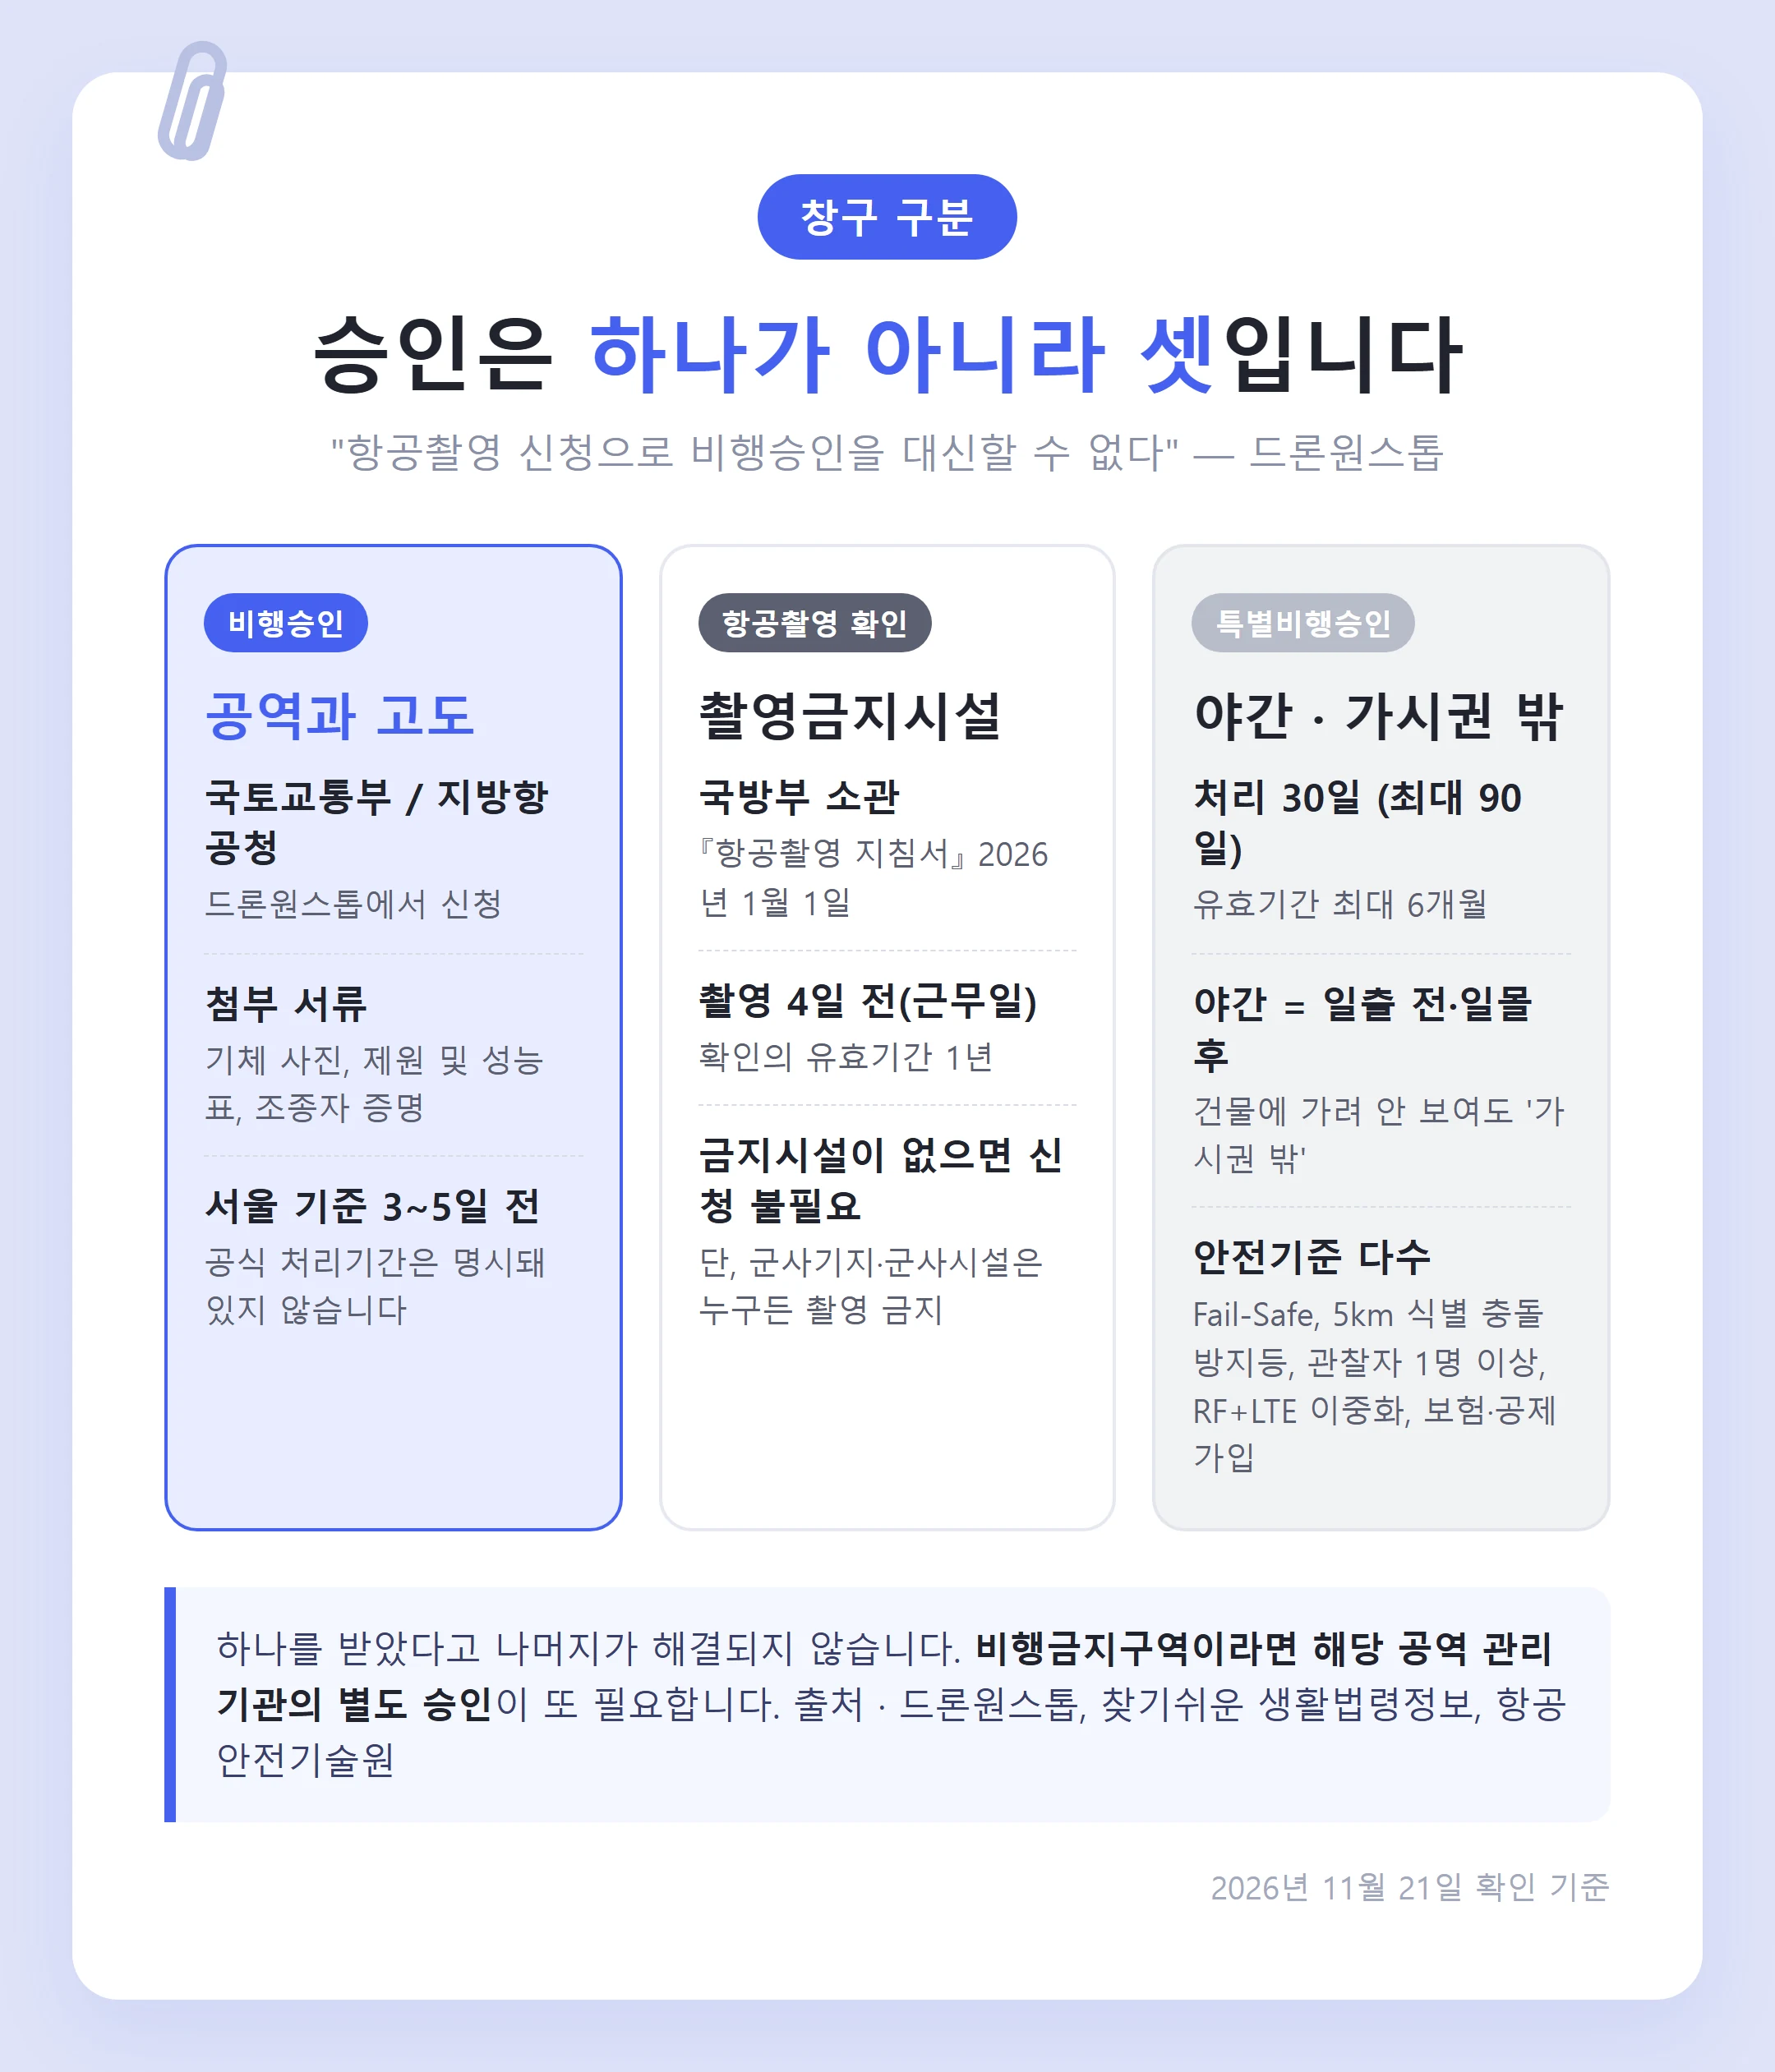 창구 구분
승인은 하나가 아니라 셋입니다
"항공촬영 신청으로 비행승인을 대신할 수 없다" — 드론원스톱
비행승인
공역과 고도
국토교통부 / 지방항
공청
드론원스톱에서 신청
첨부 서류
기체 사진, 제원 및 성능
표, 조종자 증명
서울 기준 3~5일 전
공식 처리기간은 명시돼
있지 않습니다
항공촬영 확인
촬영금지시설
국방부 소관
『항공촬영 지침서』 2026
년 1월 1일
촬영 4일 전(근무일)
확인의 유효기간 1년
금지시설이 없으면 신
청 불필요
단, 군사기지·군사시설은
누구든 촬영 금지
특별비행승인
야간 · 가시권 밖
처리 30일 (최대 90
일)
유효기간 최대 6개월
야간 = 일출 전·일몰
후
건물에 가려 안 보여도 '가
시권 밖'
안전기준 다수
Fail-Safe, 5km 식별 충돌
방지등, 관찰자 1명 이상,
RF+LTE 이중화, 보험·공제
가입
하나를 받았다고 나머지가 해결되지 않습니다. 비행금지구역이라면 해당 공역 관리
기관의 별도 승인이 또 필요합니다. 출처 · 드론원스톱, 찾기쉬운 생활법령정보, 항공
안전기술원
2026년 11월 21일 확인 기준